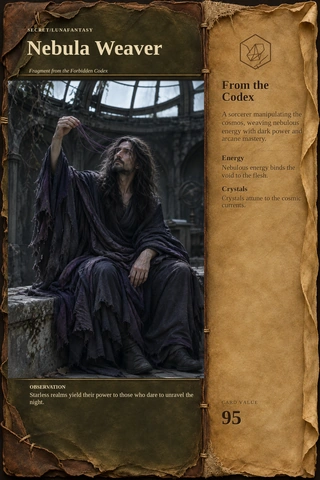 SECRET/LUNAFANTASY
Nebula Weaver
Fragment from the Forbidden Codex
From the
Codex
A sorcerer manipulating the
cosmos, weaving nebulous
energy with dark power and
arcane mastery.
Energy
Nebulous energy binds the
void to the flesh.
Crystals
Crystals attune to the cosmic
currents.
OBSERVATION
Starless realms yield their power to those who dare to unravel the
night.
CARD VALUE
95